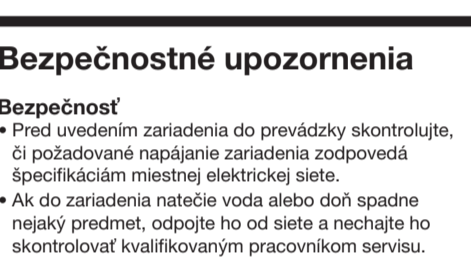 Bezpečnostné upozornenia
Bezpečnosť
• Pred uvedením zariadenia do prevádzky skontrolujte,
či požadované napájanie zariadenia zodpovedá
špecifikáciám miestnej elektrickej siete.
• Ak do zariadenia natečie voda alebo doň spadne
nejaký predmet, odpojte ho od siete a nechajte ho
skontrolovať kvalifikovaným pracovníkom servisu.